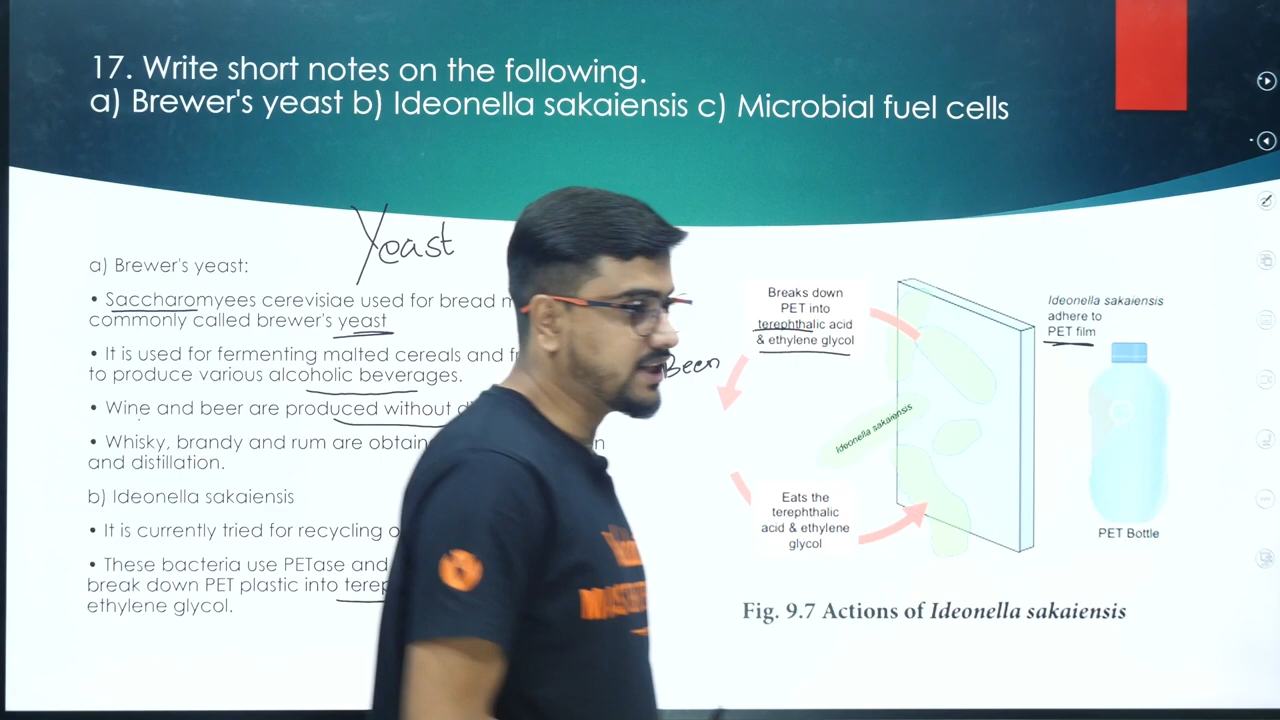 17. Write short notes on the following.
a) Brewer's yeast b) Ideonella sakaiensis c) Microbial fuel cells
Yeast
a) Brewer's yeast:
• Saccharomyees cerevisiae used for bread
commonly called brewer's yeast
• It is used for fermenting malted cereals and
to produce various alcoholic beverages.
Been
• Wine and beer are produced without
• Whisky, brandy and rum are
and distillation.
b) Ideonella sakaiensis
• It is currently tried for recycling
• These bacteria use PETase and
break down PET plastic into
ethylene glycol.
Breaks down
PET into
terephthalic acid
& ethylene glycol
Ideonella sakaiensis
adhere to
PET film
Ideonella sakaiensis
Eats the
terephthalic
acid & ethylene
glycol
PET Bottle
Fig. 9.7 Actions of Ideonella sakaiensis